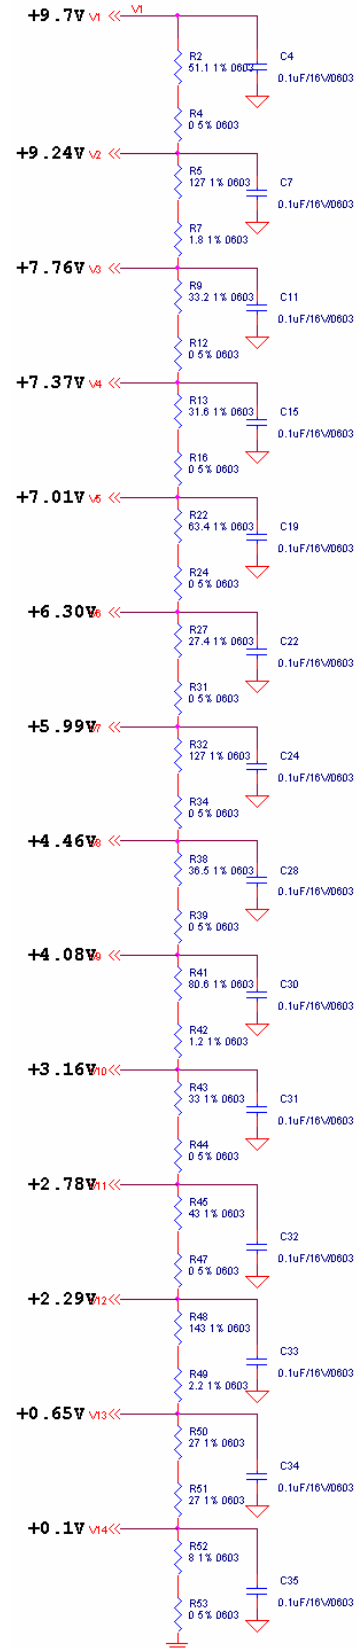 +9.7V V1 V1
R2
51.1 1% 0603
C4
0.1uF/16V/0603
R4
0 5% 0603
+9.24V V2
R5
127 1% 0603
C7
0.1uF/16V/0603
R7
1.8 1% 0603
+7.76V V3
R9
33.2 1% 0603
C11
0.1uF/16V/0603
R12
0 5% 0603
+7.37V V4
R13
31.6 1% 0603
C15
0.1uF/16V/0603
R16
0 5% 0603
+7.01V V5
R22
63.4 1% 0603
C19
0.1uF/16V/0603
R24
0 5% 0603
+6.30V V6
R27
27.4 1% 0603
C22
0.1uF/16V/0603
R31
0 5% 0603
+5.99V V7
R32
127 1% 0603
C24
0.1uF/16V/0603
R34
0 5% 0603
+4.46V V8
R38
36.5 1% 0603
C28
0.1uF/16V/0603
R39
0 5% 0603
+4.08V V9
R41
80.6 1% 0603
C30
0.1uF/16V/0603
R42
1.2 1% 0603
+3.16V V10
R43
33 1% 0603
C31
0.1uF/16V/0603
R44
0 5% 0603
+2.78V V11
R45
43 1% 0603
C32
0.1uF/16V/0603
R47
0 5% 0603
+2.29V V12
R48
143 1% 0603
C33
0.1uF/16V/0603
R49
2.2 1% 0603
+0.65V V13
R50
27 1% 0603
C34
0.1uF/16V/0603
R51
27 1% 0603
+0.1V V14
R52
8 1% 0603
C35
0.1uF/16V/0603
R53
0 5% 0603